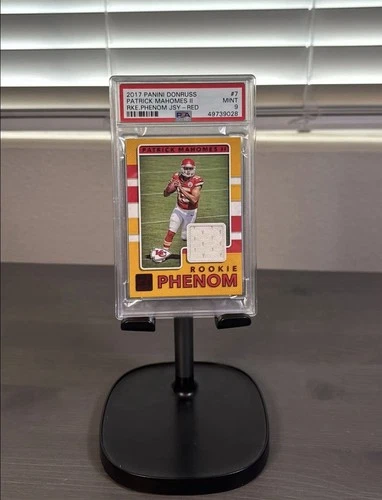 2017 PANINI DONRUSS #7
PATRICK MAHOMES II MINT
RKE.PHENOM JSY-RED 9
PSA 49739028
PATRICK MAHOMES II
ROOKIE
PHENOM